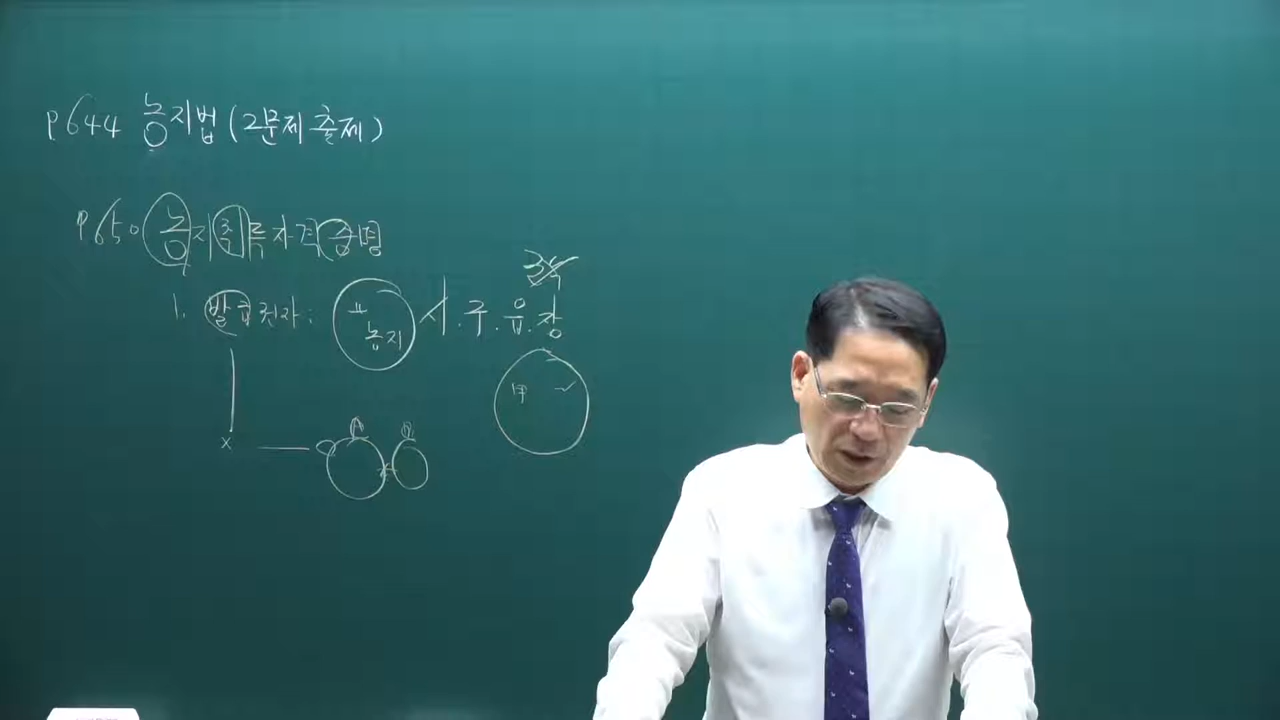 P644 농지법 (2문제 출제)
P650 농지취득자격증명
1. 발급권자: 농지 시.구.읍.장
甲
x